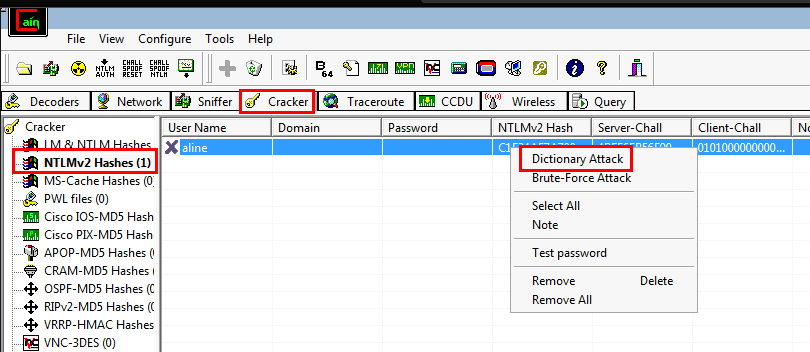 Cain
File View Configure Tools Help
NTLM AUTH CHALL SPOOF RESET CHALL SPOOF NTLM B 64 VPN
Decoders Network Sniffer Cracker Traceroute CCDU Wireless Query
Cracker
LM & NTLM Hashes
NTLMv2 Hashes (1)
MS-Cache Hashes (0)
PWL files (0)
Cisco IOS-MD5 Hash
Cisco PIX-MD5 Hash
APOP-MD5 Hashes (0
CRAM-MD5 Hashes (
OSPF-MD5 Hashes (0
RIPv2-MD5 Hashes (
VRRP-HMAC Hashes (
VNC-3DES (0)
User Name Domain Password NTLMv2 Hash Server-Chall Client-Chall No
aline 0101000000000...
Dictionary Attack
Brute-Force Attack
Select All
Note
Test password
Remove Delete
Remove All